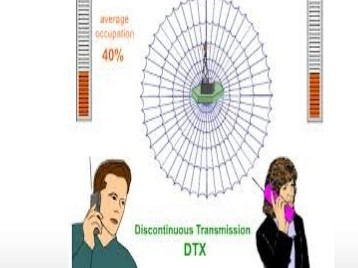 average
occupation
40%
Discontinuous Transmission
DTX